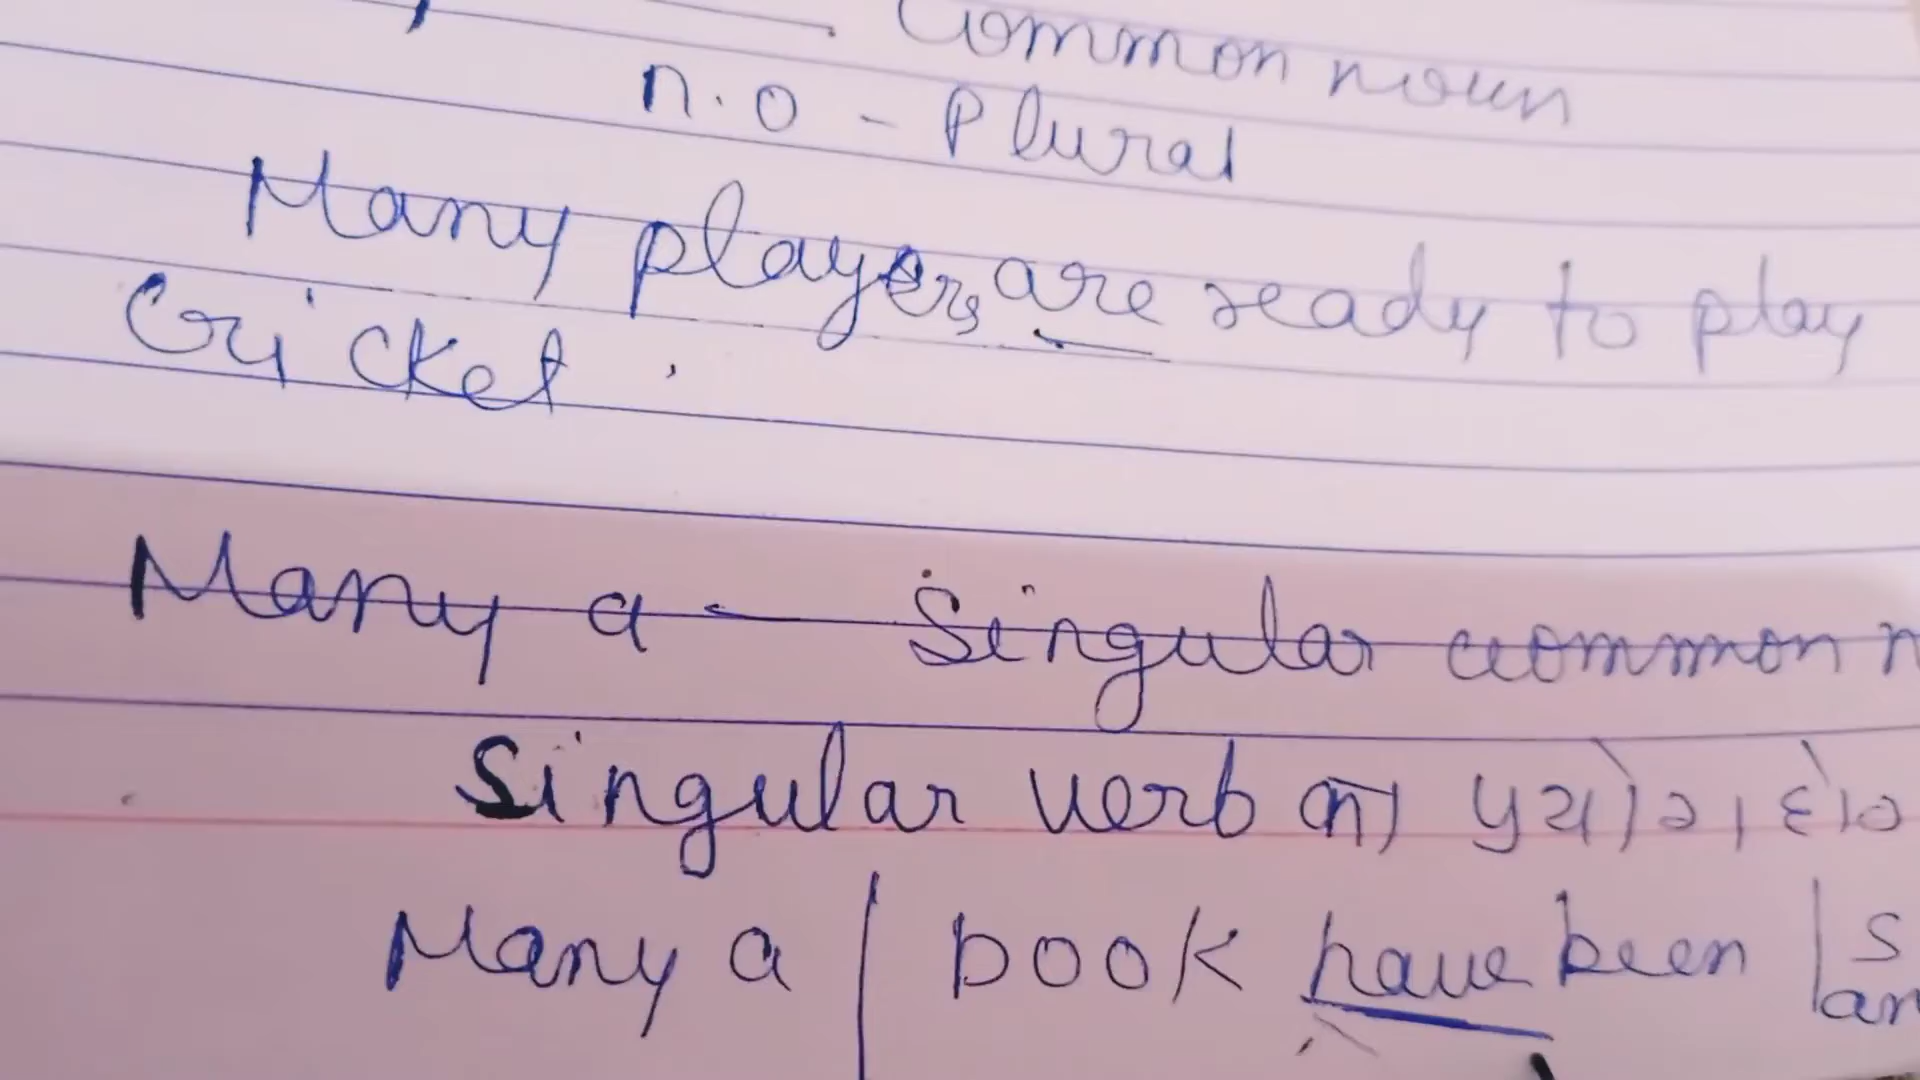 Common noun
n.o - Plural
Many players are ready to play
Cricket.
Many a - Singular common n
Singular verb का प्रयोग होत
Many a | book have been | s
an